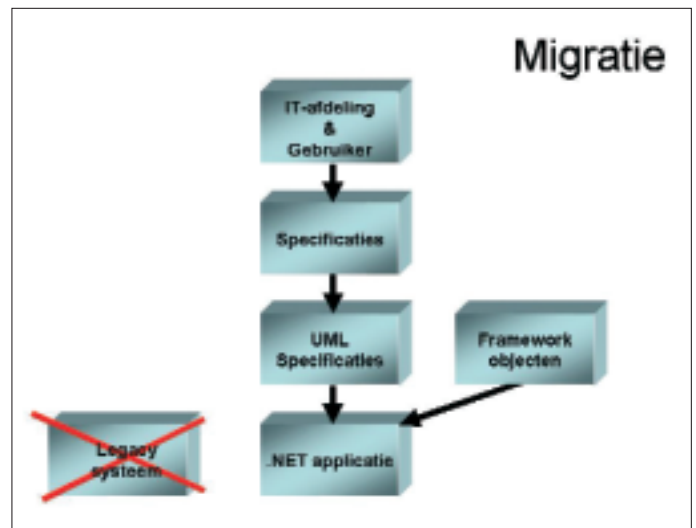 Migratie
IT-afdeling
&
Gebruiker
Specificaties
UML
Specificaties
Framework
objecten
Legacy
systeem
.NET applicatie